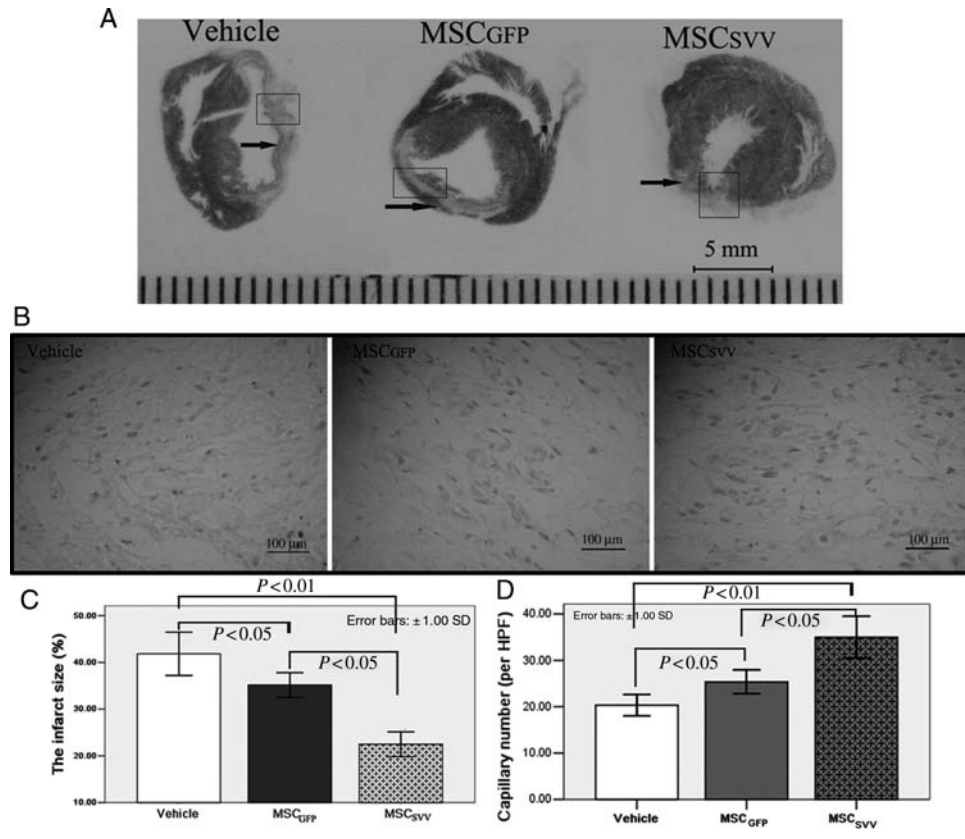 A
Vehicle MSCGFP MSCSVV
5 mm
B
Vehicle MSCGFP MSCSVV
100 µm 100 µm 100 µm
C
P<0.01
Error bars: ±1.00 SD
P<0.05
P<0.05
The infarct size (%)
50.00
40.00
30.00
20.00
10.00
Vehicle MSCGFP MSCSVV
D
P<0.01
Error bars: ±1.00 SD
P<0.05
P<0.05
Capillary number (per HPF)
40.00
30.00
20.00
10.00
0.00
Vehicle MSCGFP MSCSVV